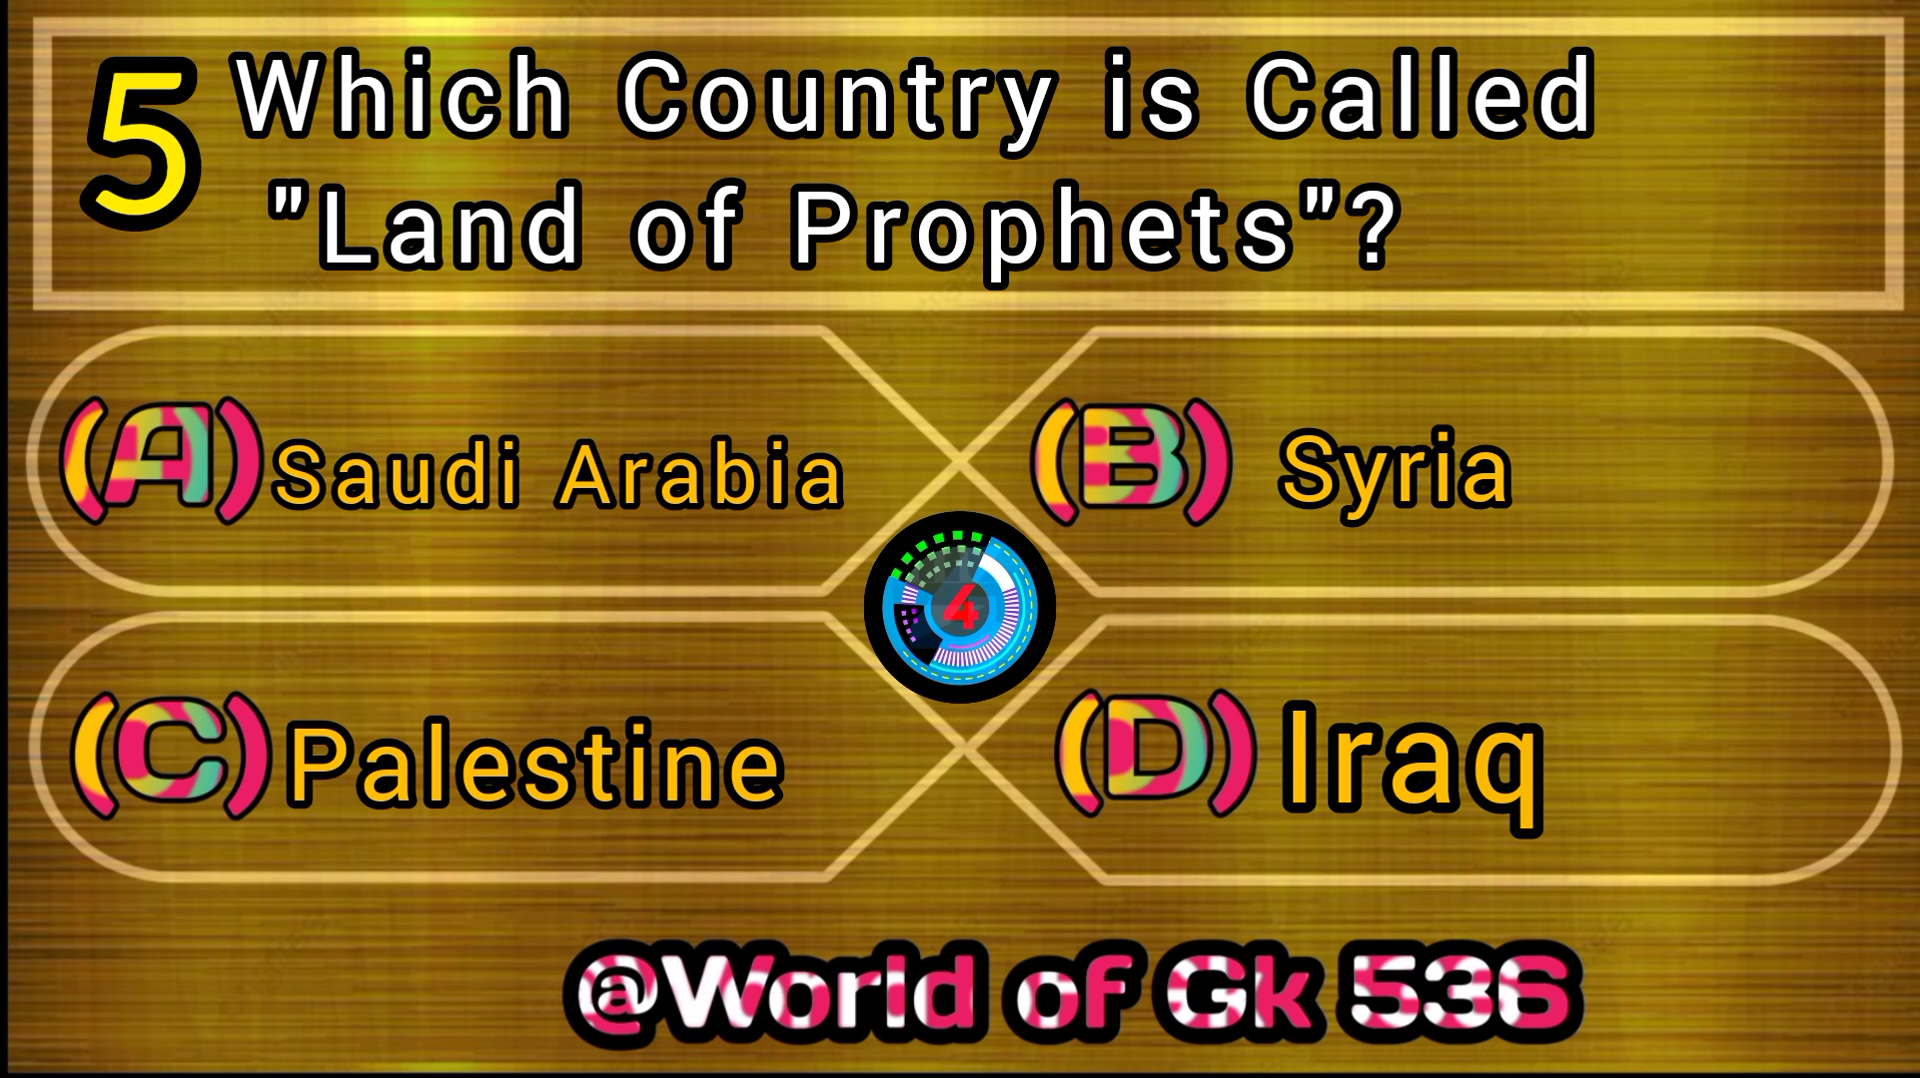 5 Which Country is Called
"Land of Prophets"?
(A) Saudi Arabia
(B) Syria
4
(C) Palestine
(D) Iraq
@World of Gk 536